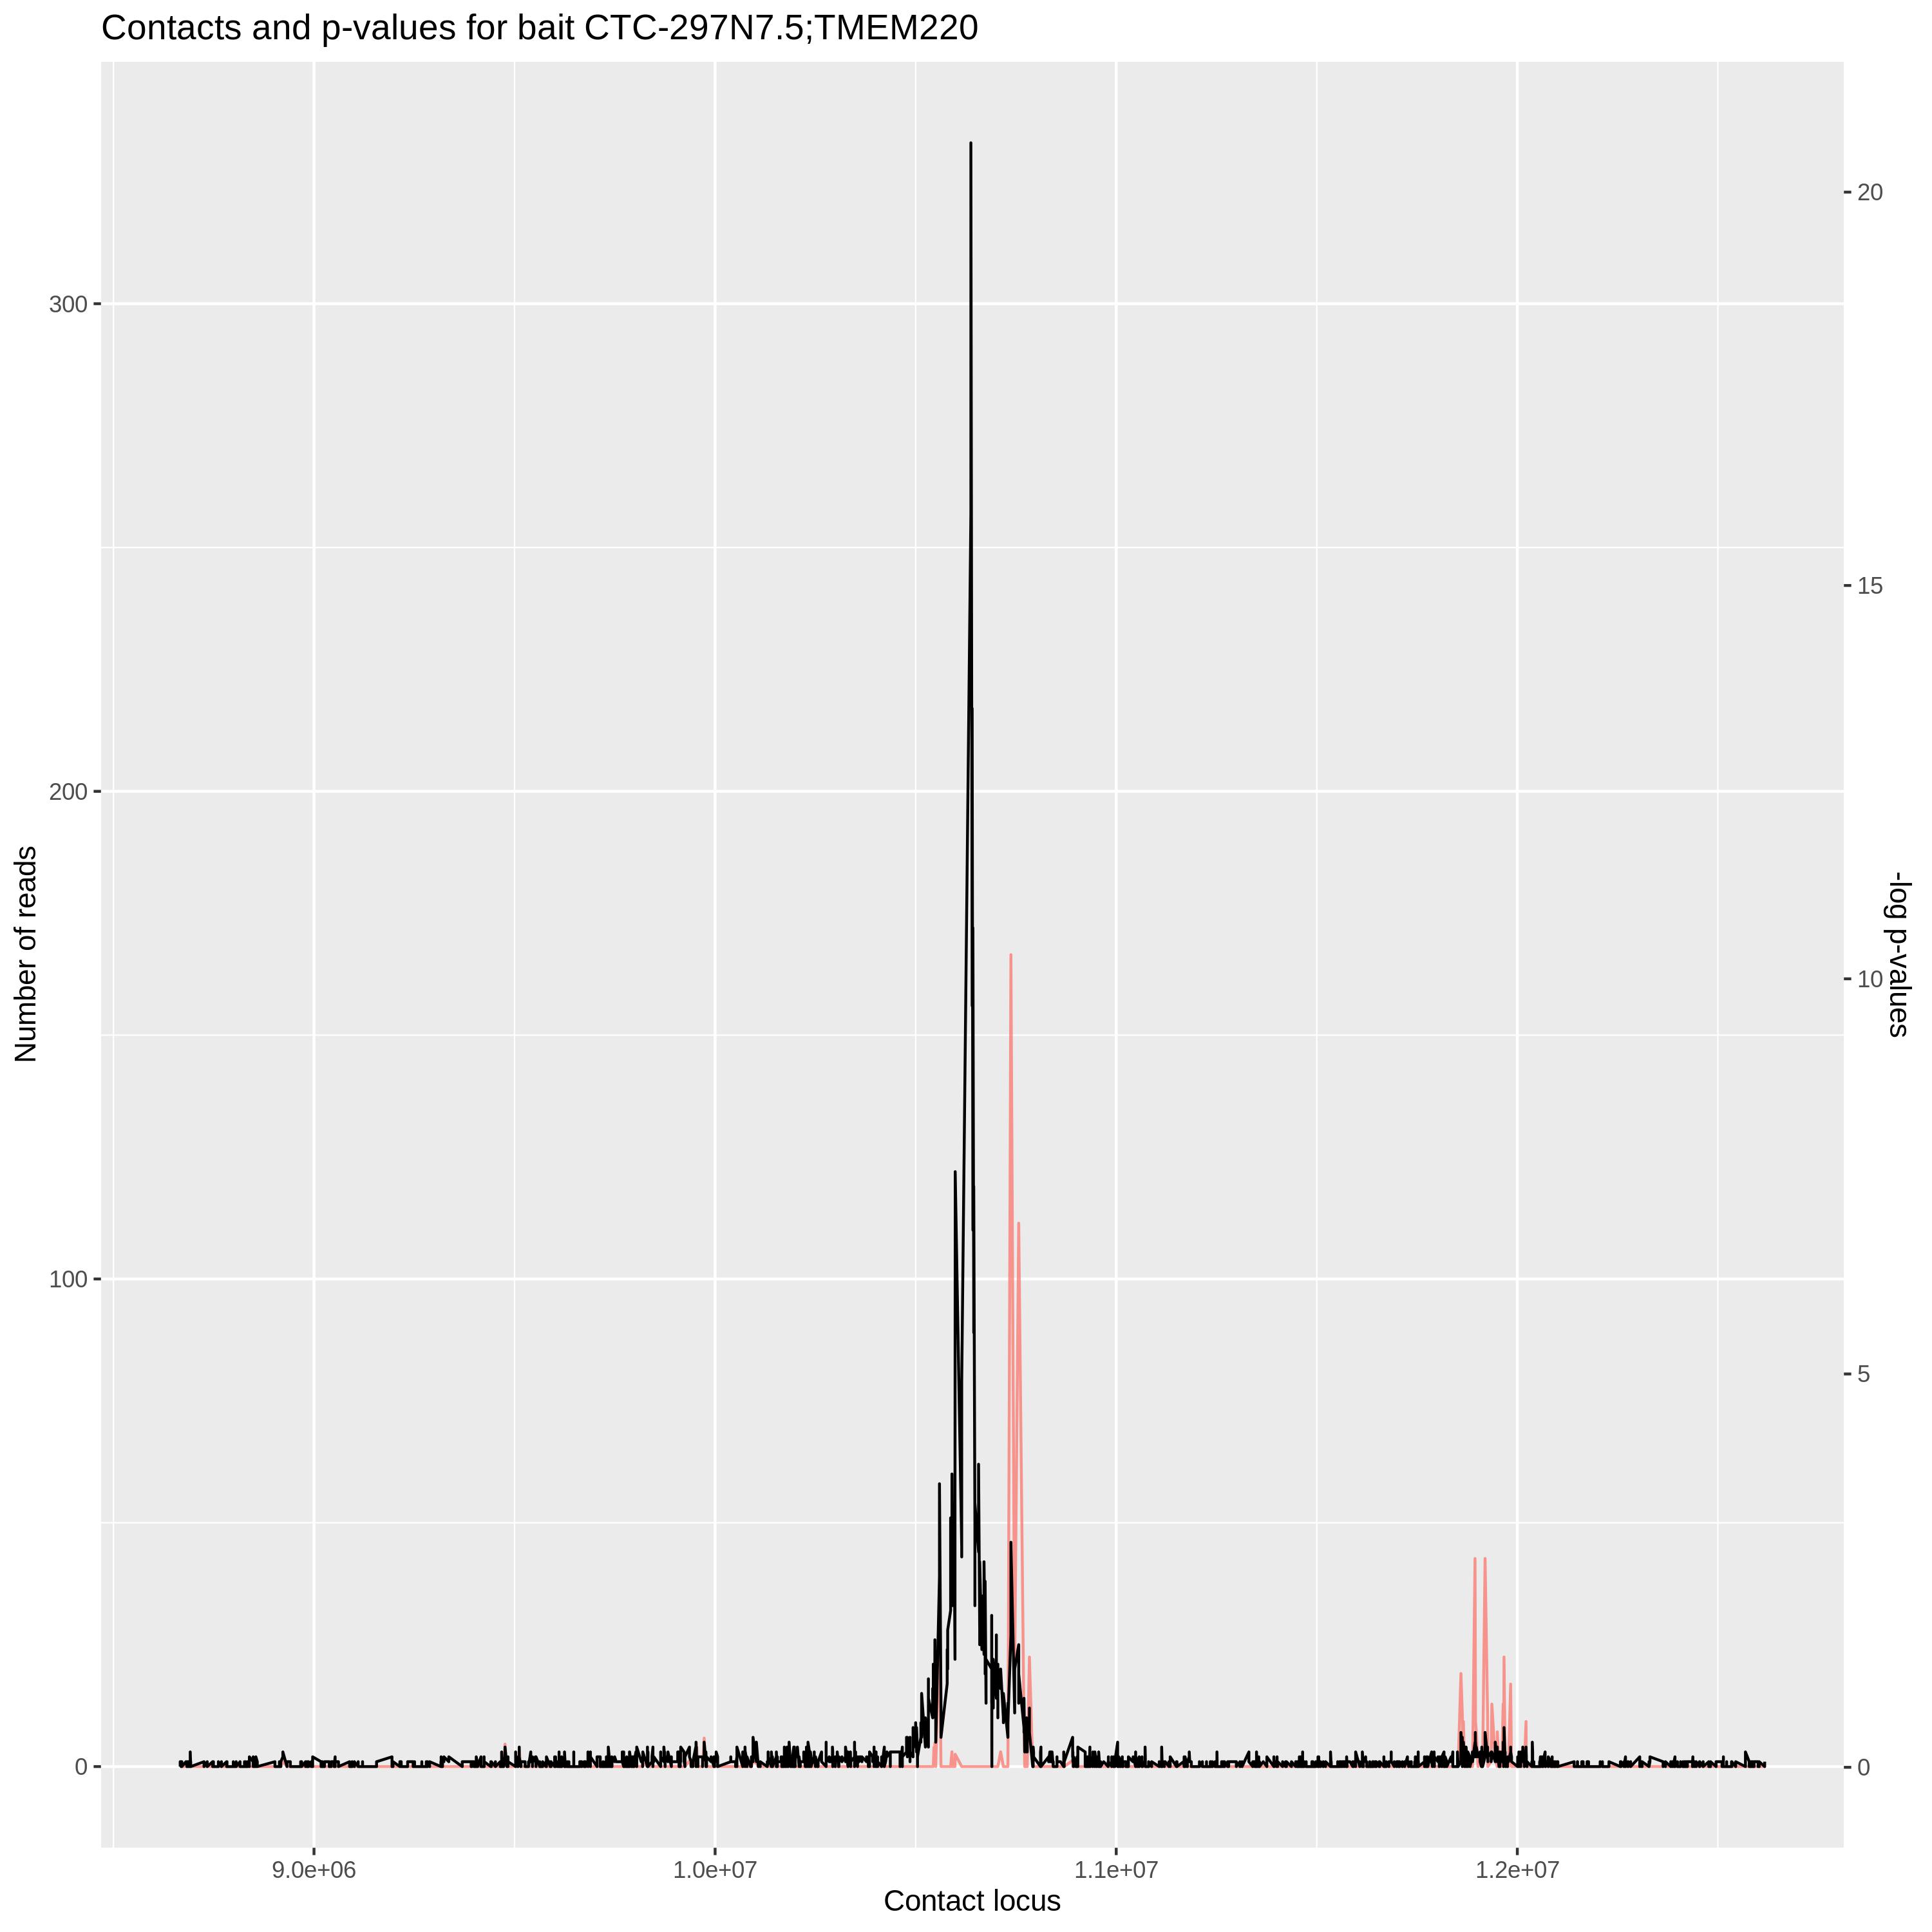 Contacts and p-values for bait CTC-297N7.5;TMEM220
300
200
100
0
Number of reads
20
15
10
5
0
-log p-values
9.0e+06
1.0e+07
1.1e+07
1.2e+07
Contact locus